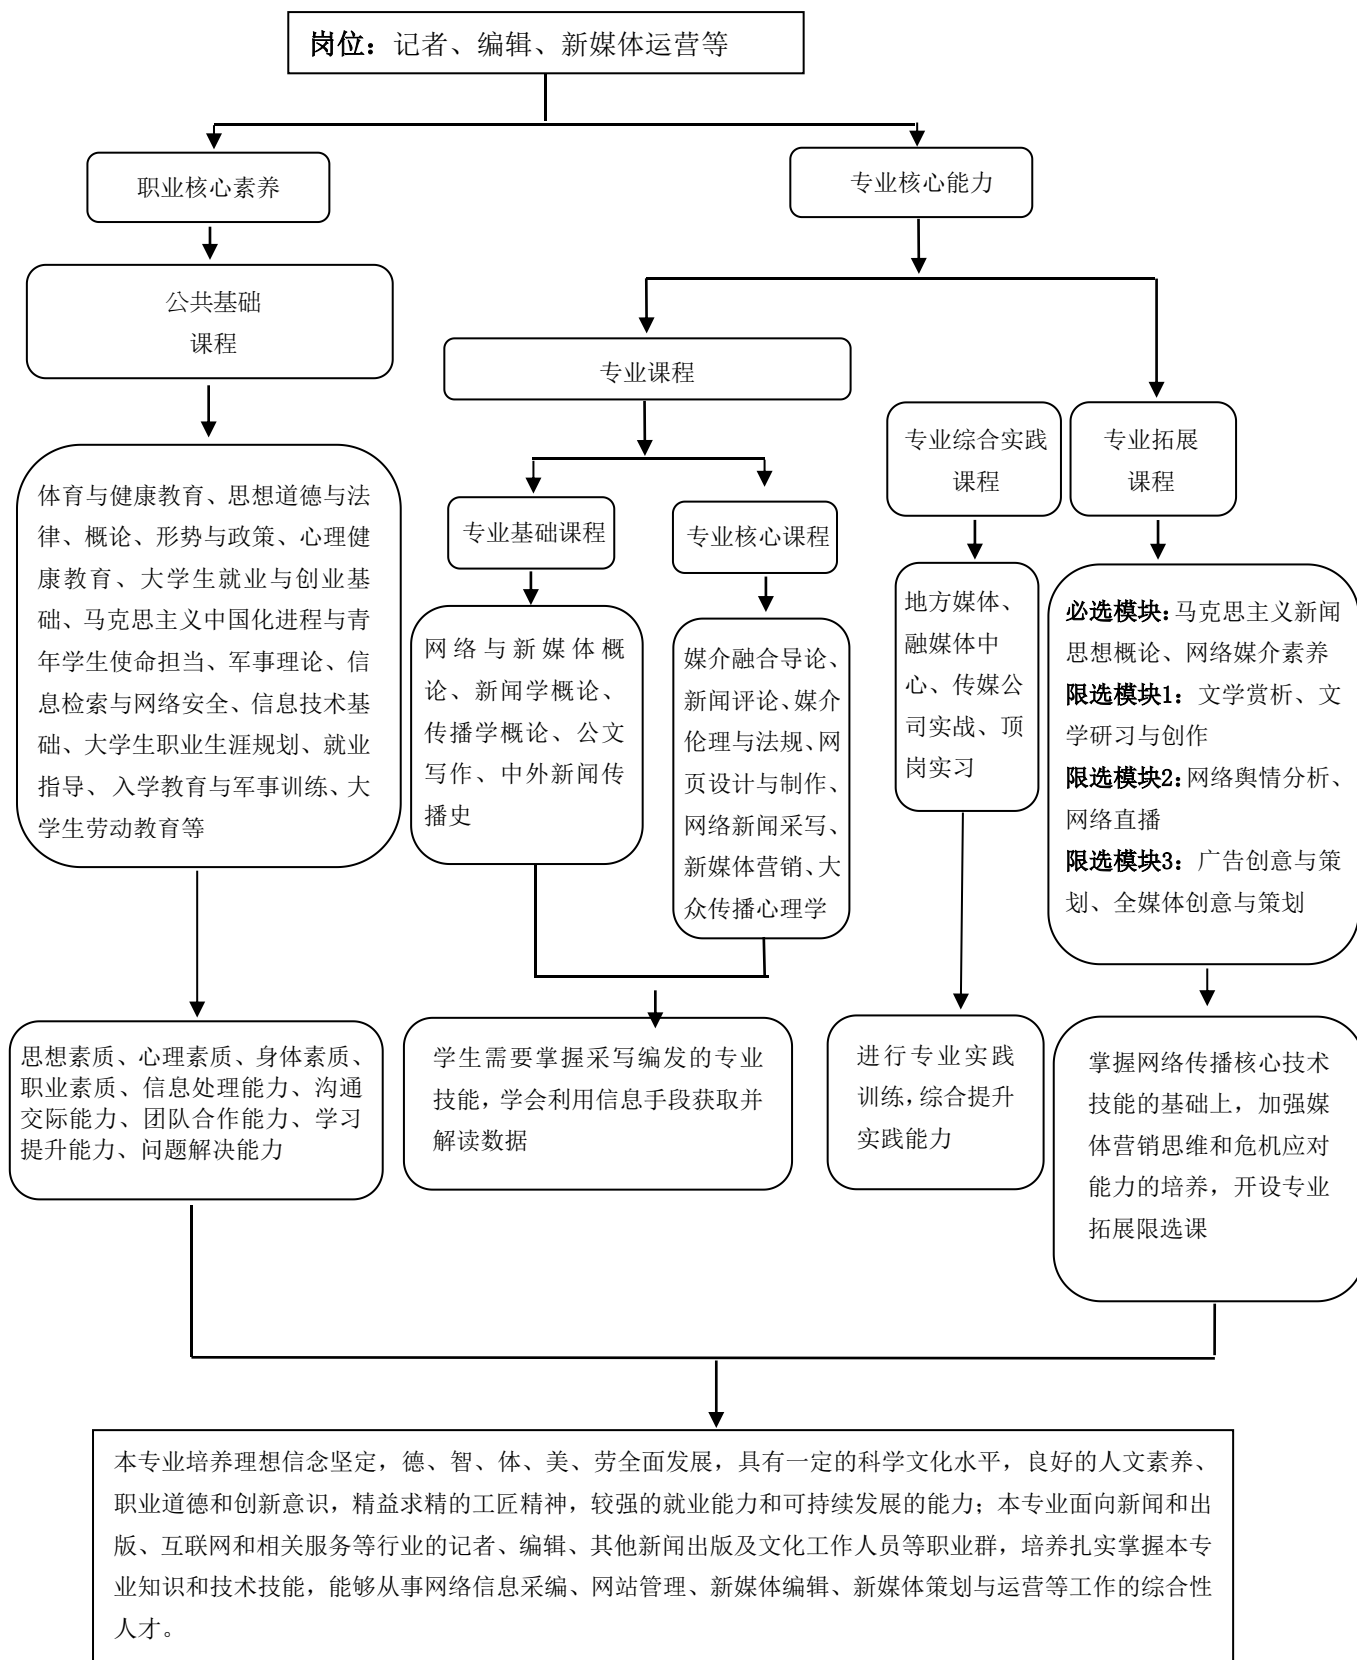 岗位：记者、编辑、新媒体运营等
职业核心素养
专业核心能力
公共基础
课程
专业课程
专业综合实践
课程
专业拓展
课程
专业基础课程
专业核心课程
体育与健康教育、思想道德与法
律、概论、形势与政策、心理健
康教育、大学生就业与创业基
础、马克思主义中国化进程与青
年学生使命担当、军事理论、信
息检索与网络安全、信息技术基
础、大学生职业生涯规划、就业
指导、入学教育与军事训练、大
学生劳动教育等
网络与新媒体概
论、新闻学概论、
传播学概论、公文
写作、中外新闻传
播史
媒介融合导论、
新闻评论、媒介
伦理与法规、网
页设计与制作、
网络新闻采写、
新媒体营销、大
众传播心理学
地方媒体、
融媒体中
心、传媒公
司实战、顶
岗实习
必选模块：马克思主义新闻
思想概论、网络媒介素养
限选模块1：文学赏析、文
学研习与创作
限选模块2：网络舆情分析、
网络直播
限选模块3：广告创意与策
划、全媒体创意与策划
思想素质、心理素质、身体素质、
职业素质、信息处理能力、沟通
交际能力、团队合作能力、学习
提升能力、问题解决能力
学生需要掌握采写编发的专业
技能，学会利用信息手段获取并
解读数据
进行专业实践
训练，综合提升
实践能力
掌握网络传播核心技术
技能的基础上，加强媒
体营销思维和危机应对
能力的培养，开设专业
拓展限选课
本专业培养理想信念坚定，德、智、体、美、劳全面发展，具有一定的科学文化水平，良好的人文素养、
职业道德和创新意识，精益求精的工匠精神，较强的就业能力和可持续发展的能力；本专业面向新闻和出
版、互联网和相关服务等行业的记者、编辑、其他新闻出版及文化工作人员等职业群，培养扎实掌握本专
业知识和技术技能，能够从事网络信息采编、网站管理、新媒体编辑、新媒体策划与运营等工作的综合性
人才。